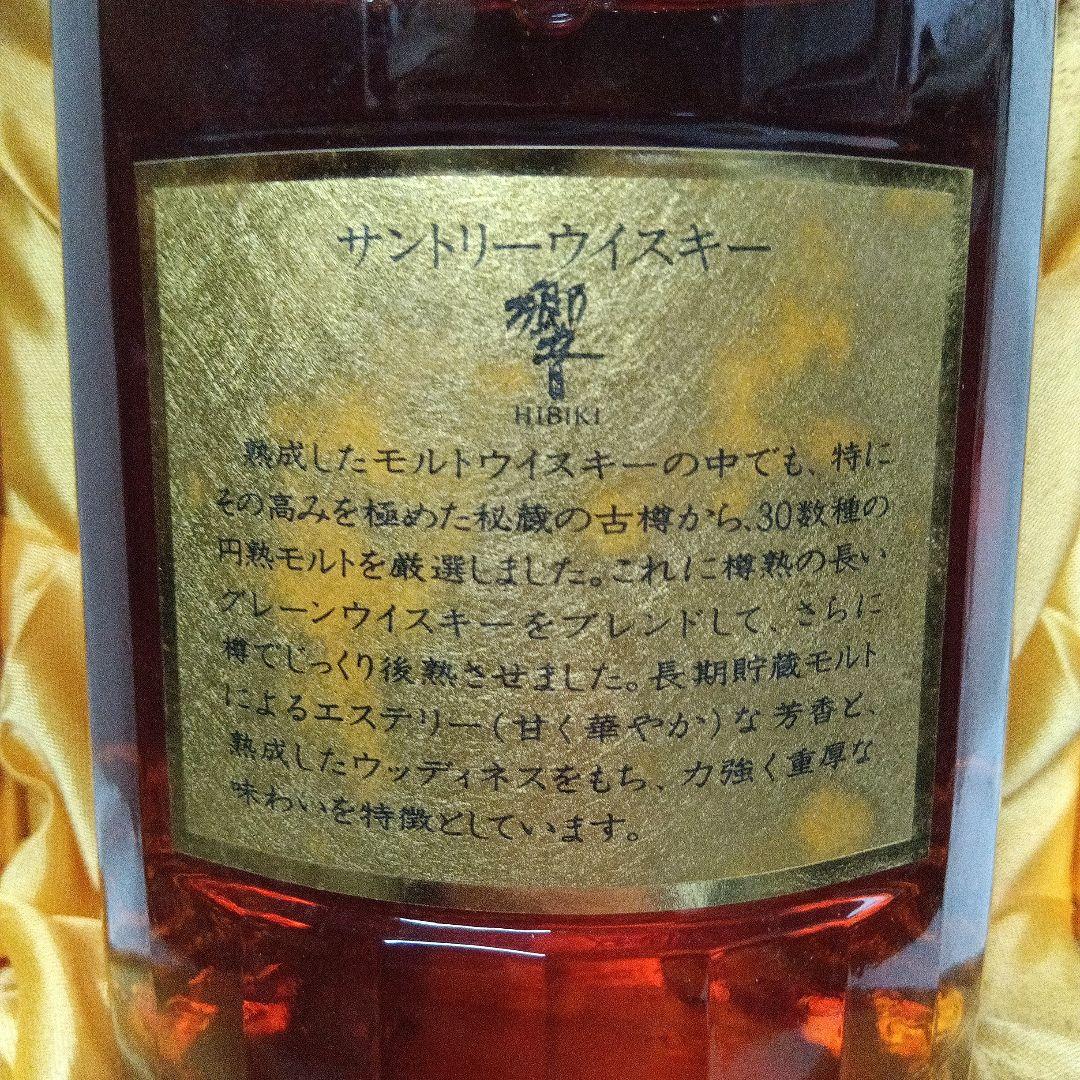 サントリーウイスキー
響
HIBIKI
熟成したモルトウイスキーの中でも、特に
その高みを極めた秘蔵の古樽から、30数種の
円熟モルトを厳選しました。これに樽熟の長い
グレーンウイスキーをブレンドして、さらに
樽でじっくり後熟させました。長期貯蔵モルト
によるエステリー(甘く華やか)な芳香と、
熟成したウッディネスをもち、力強く重厚な
味わいを特徴としています。